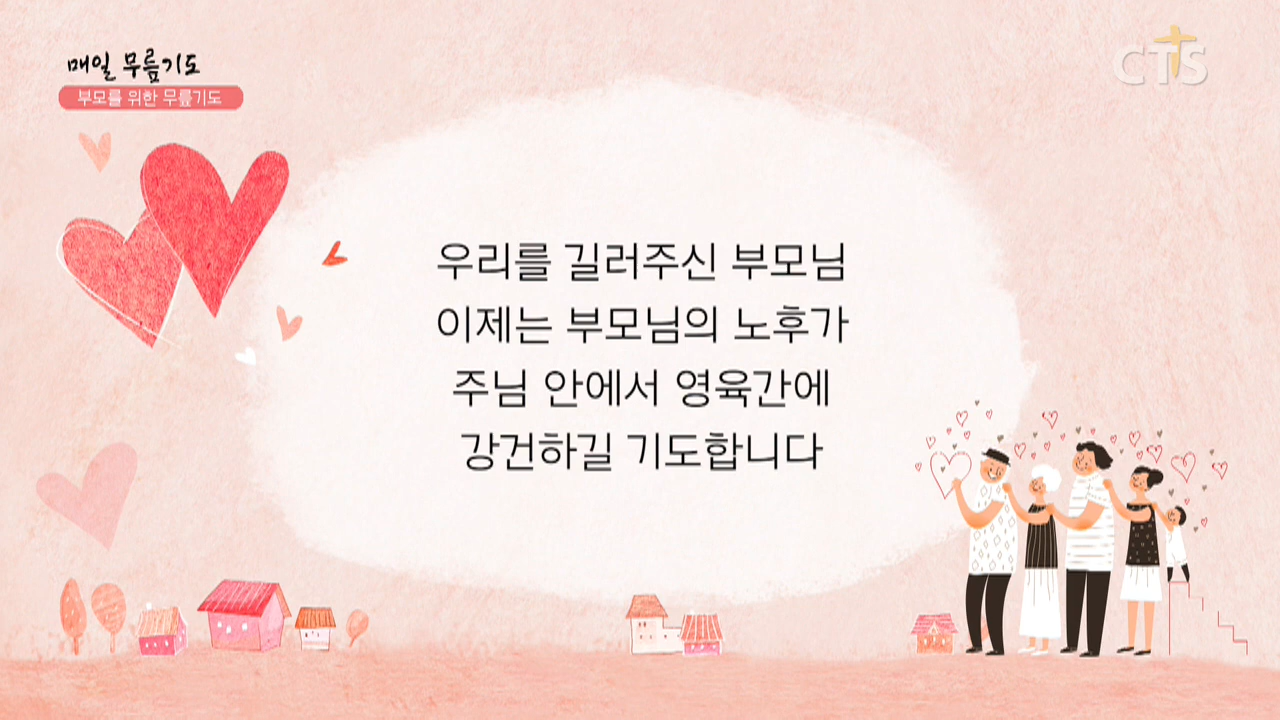 매일 무릎기도
부모를 위한 무릎기도
CTS
우리를 길러주신 부모님
이제는 부모님의 노후가
주님 안에서 영육간에
강건하길 기도합니다